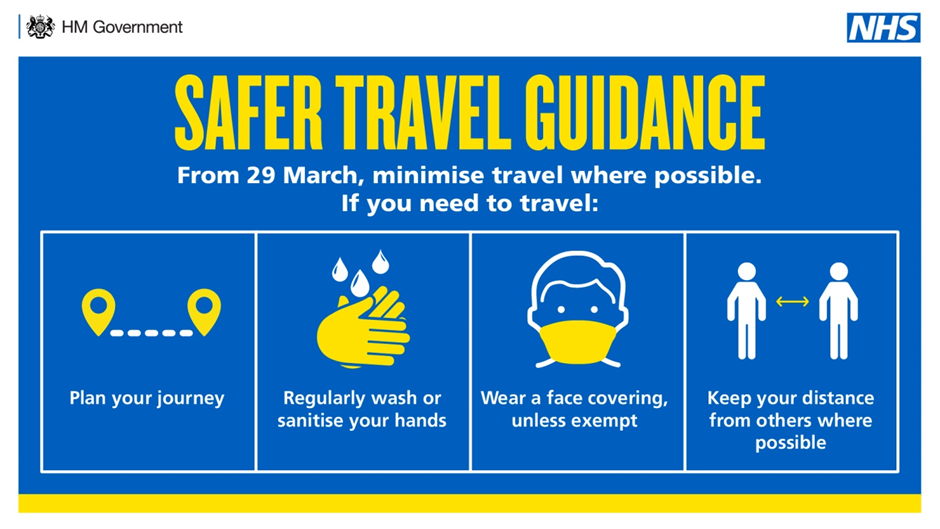 HM Government
NHS
SAFER TRAVEL GUIDANCE
From 29 March, minimise travel where possible.
If you need to travel:
Plan your journey
Regularly wash or
sanitise your hands
Wear a face covering,
unless exempt
Keep your distance
from others where
possible